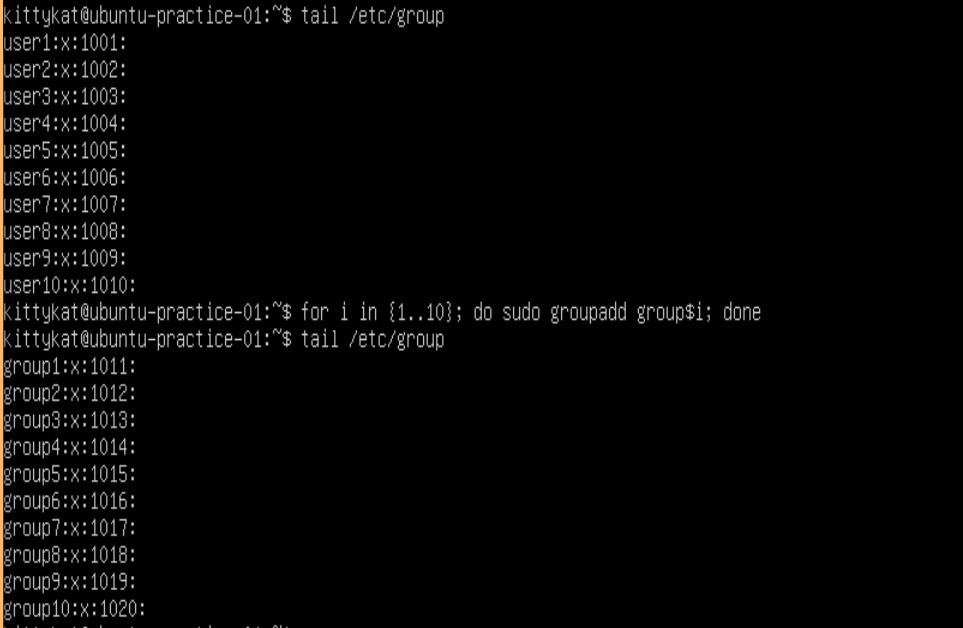 kittykat@ubuntu-practice-01:~$ tail /etc/group
user1:x:1001:
user2:x:1002:
user3:x:1003:
user4:x:1004:
user5:x:1005:
user6:x:1006:
user7:x:1007:
user8:x:1008:
user9:x:1009:
user10:x:1010:
kittykat@ubuntu-practice-01:~$ for i in {1..10}; do sudo groupadd group$i; done
kittykat@ubuntu-practice-01:~$ tail /etc/group
group1:x:1011:
group2:x:1012:
group3:x:1013:
group4:x:1014:
group5:x:1015:
group6:x:1016:
group7:x:1017:
group8:x:1018:
group9:x:1019:
group10:x:1020: